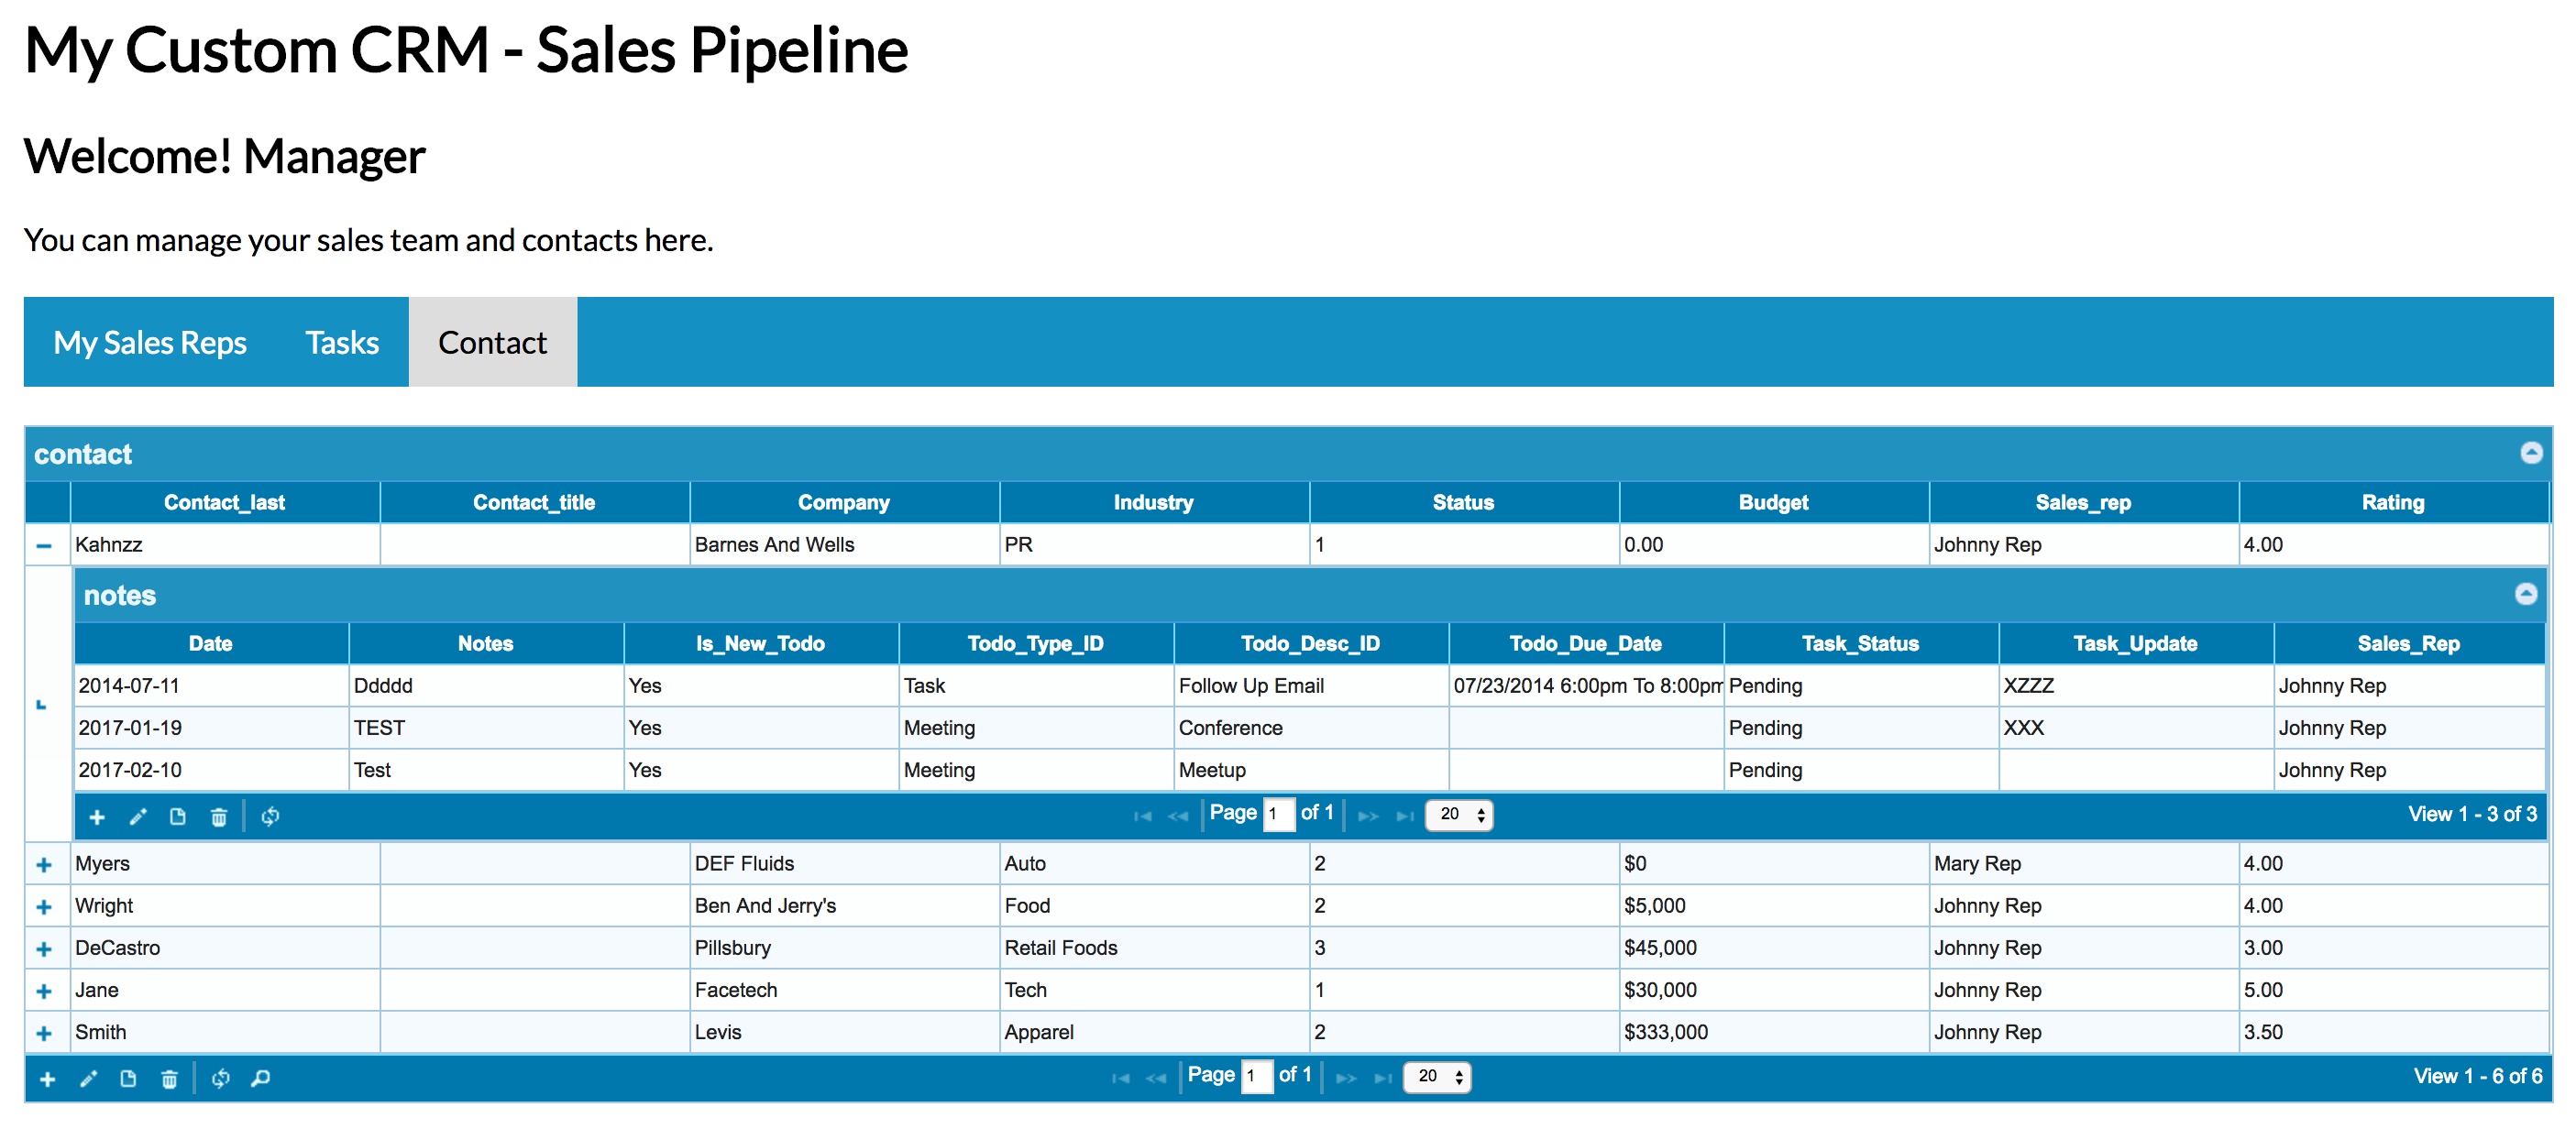 My Custom CRM - Sales Pipeline
Welcome! Manager
You can manage your sales team and contacts here.
My Sales Reps Tasks Contact
contact
Contact_last Contact_title Company Industry Status Budget Sales_rep Rating
Kahnzz Barnes And Wells PR 1 0.00 Johnny Rep 4.00
notes
Date Notes Is_New_Todo Todo_Type_ID Todo_Desc_ID Todo_Due_Date Task_Status Task_Update Sales_Rep
2014-07-11 Ddddd Yes Task Follow Up Email 07/23/2014 6:00pm To 8:00pm Pending XZZZ Johnny Rep
2017-01-19 TEST Yes Meeting Conference Pending XXX Johnny Rep
2017-02-10 Test Yes Meeting Meetup Pending Johnny Rep
Page 1 of 1 20 View 1 - 3 of 3
Myers DEF Fluids Auto 2 $0 Mary Rep 4.00
Wright Ben And Jerry's Food 2 $5,000 Johnny Rep 4.00
DeCastro Pillsbury Retail Foods 3 $45,000 Johnny Rep 3.00
Jane Facetech Tech 1 $30,000 Johnny Rep 5.00
Smith Levis Apparel 2 $333,000 Johnny Rep 3.50
Page 1 of 1 20 View 1 - 6 of 6